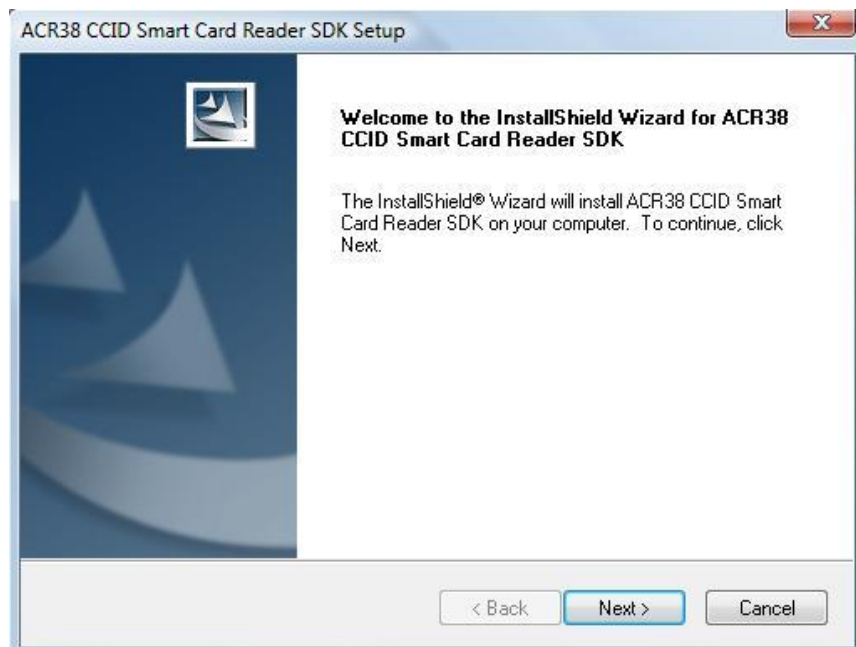 ACR38 CCID Smart Card Reader SDK Setup
Welcome to the InstallShield Wizard for ACR38
CCID Smart Card Reader SDK
The InstallShield® Wizard will install ACR38 CCID Smart
Card Reader SDK on your computer.  To continue, click
Next.
< Back
Next >
Cancel